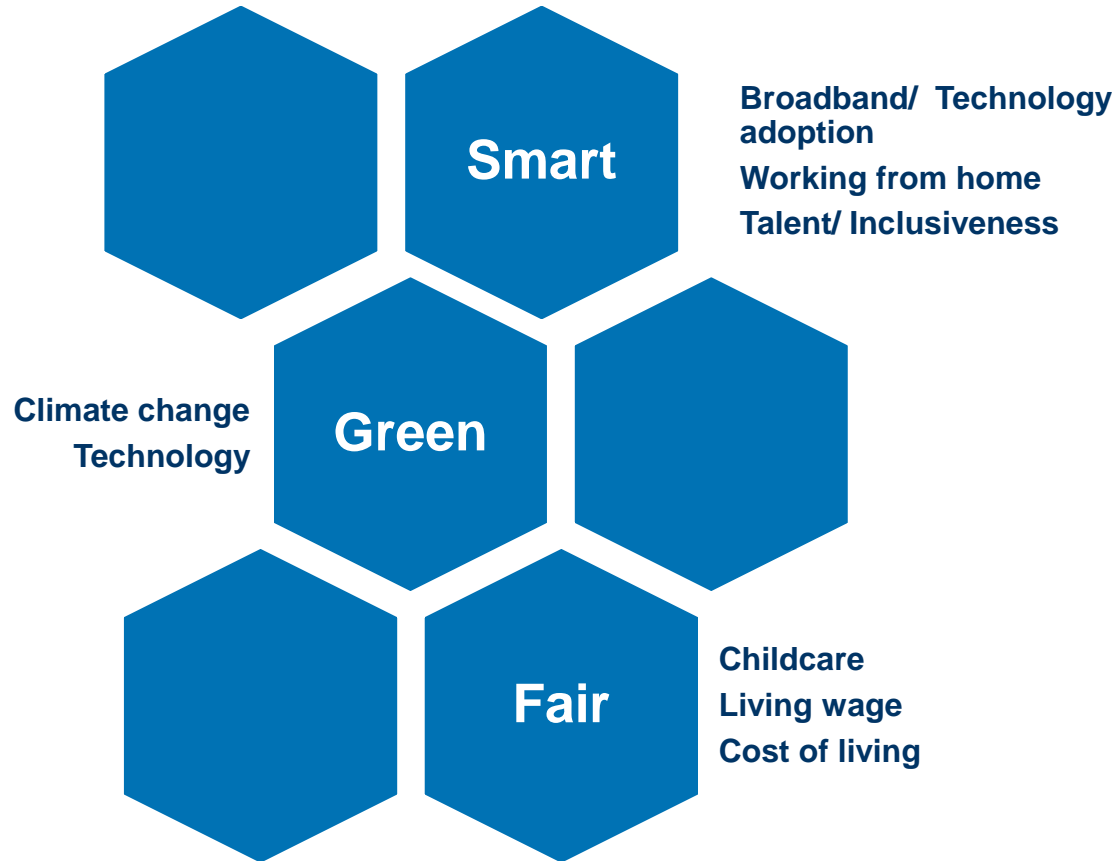 Smart
Broadband/ Technology
adoption
Working from home
Talent/ Inclusiveness
Climate change
Technology
Green
Fair
Childcare
Living wage
Cost of living